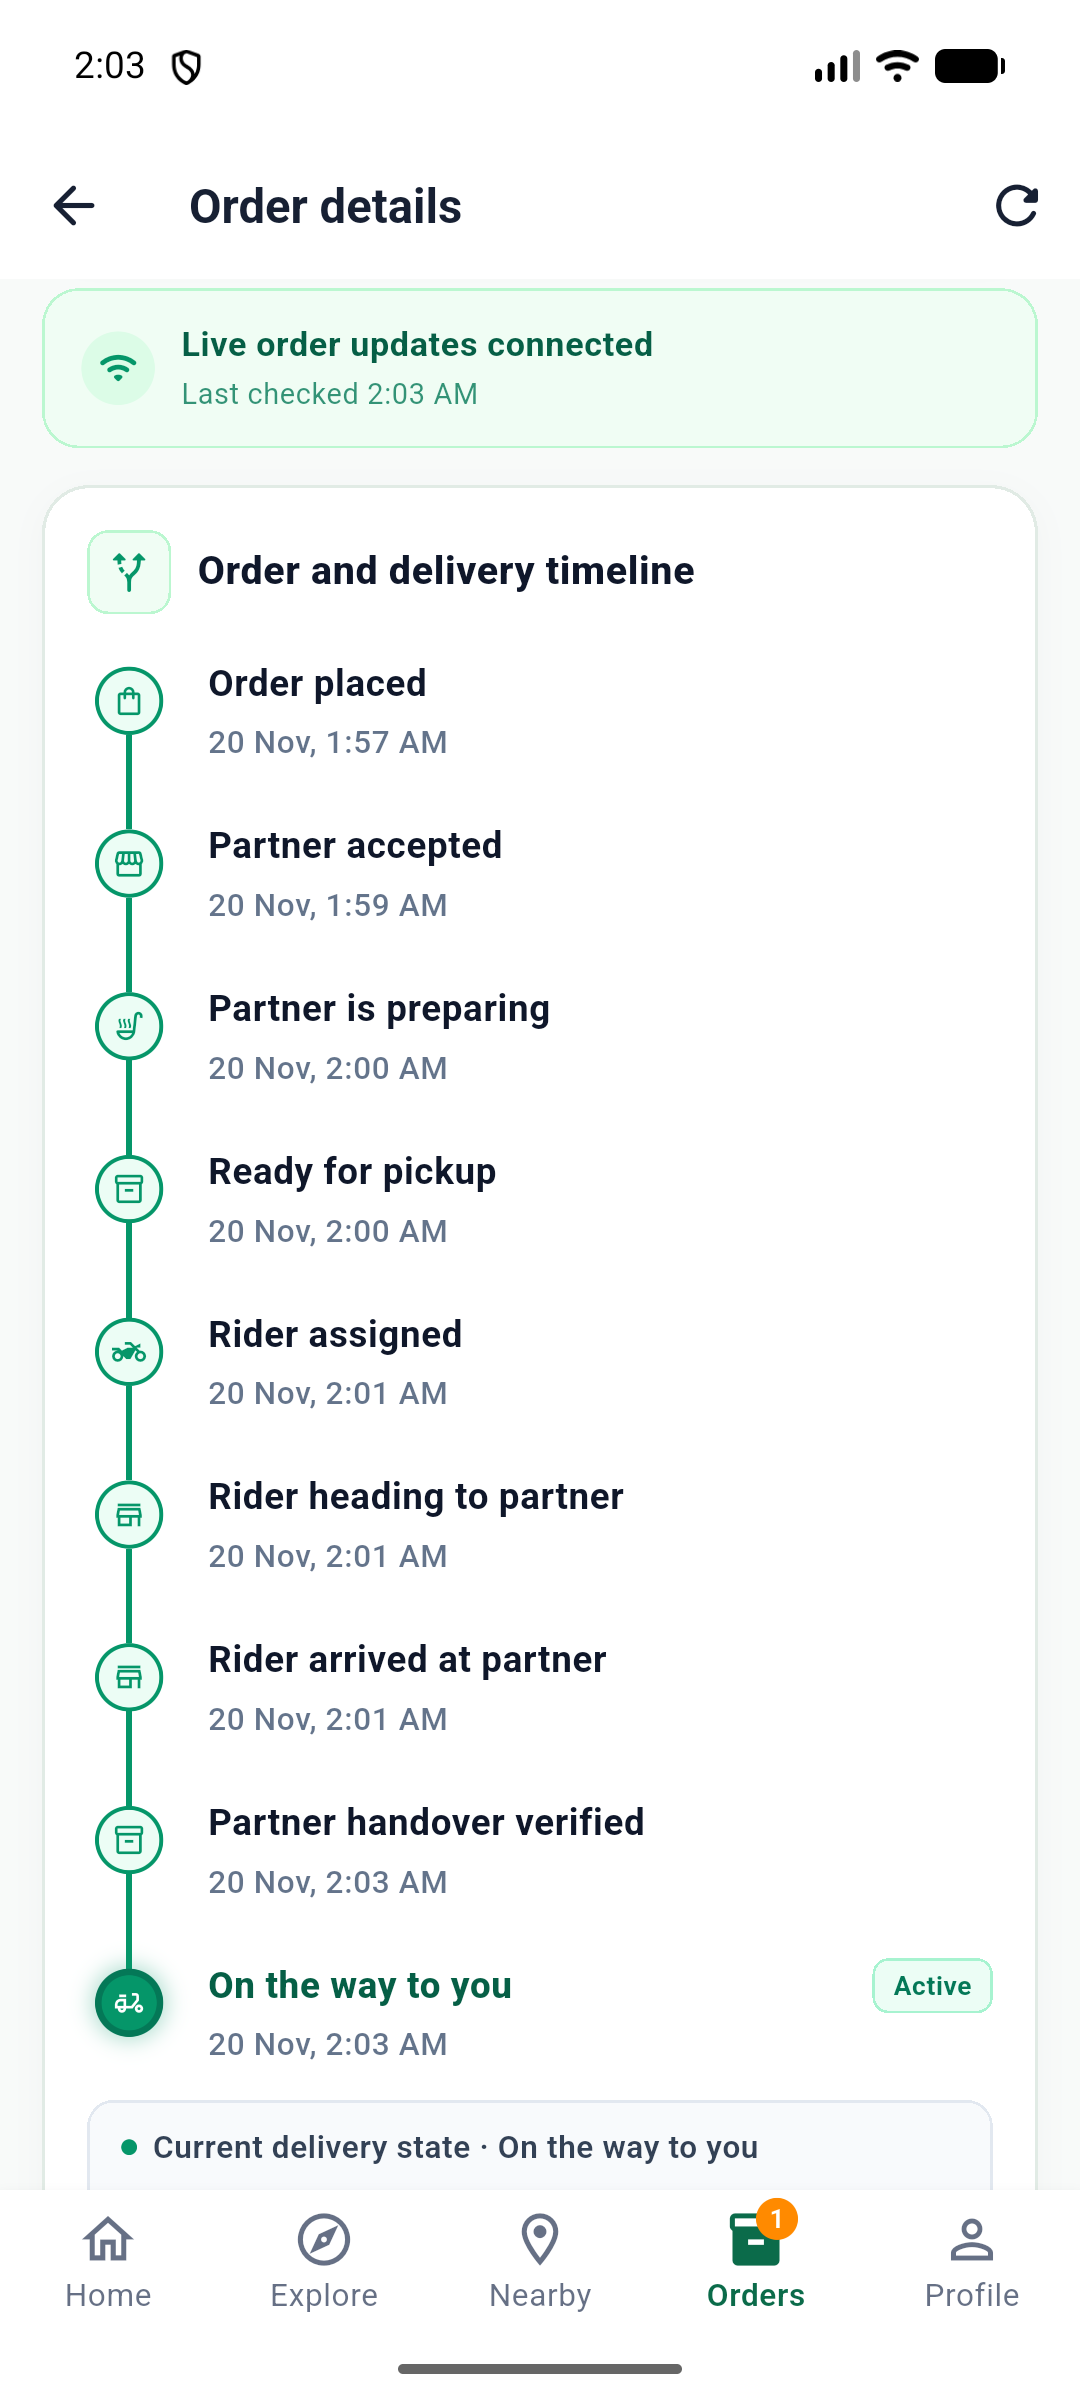 2:03
Order details
Live order updates connected
Last checked 2:03 AM
Order and delivery timeline
Order placed
20 Nov, 1:57 AM
Partner accepted
20 Nov, 1:59 AM
Partner is preparing
20 Nov, 2:00 AM
Ready for pickup
20 Nov, 2:00 AM
Rider assigned
20 Nov, 2:01 AM
Rider heading to partner
20 Nov, 2:01 AM
Rider arrived at partner
20 Nov, 2:01 AM
Partner handover verified
20 Nov, 2:03 AM
On the way to you
Active
20 Nov, 2:03 AM
Current delivery state · On the way to you
1
Home Explore Nearby Orders Profile